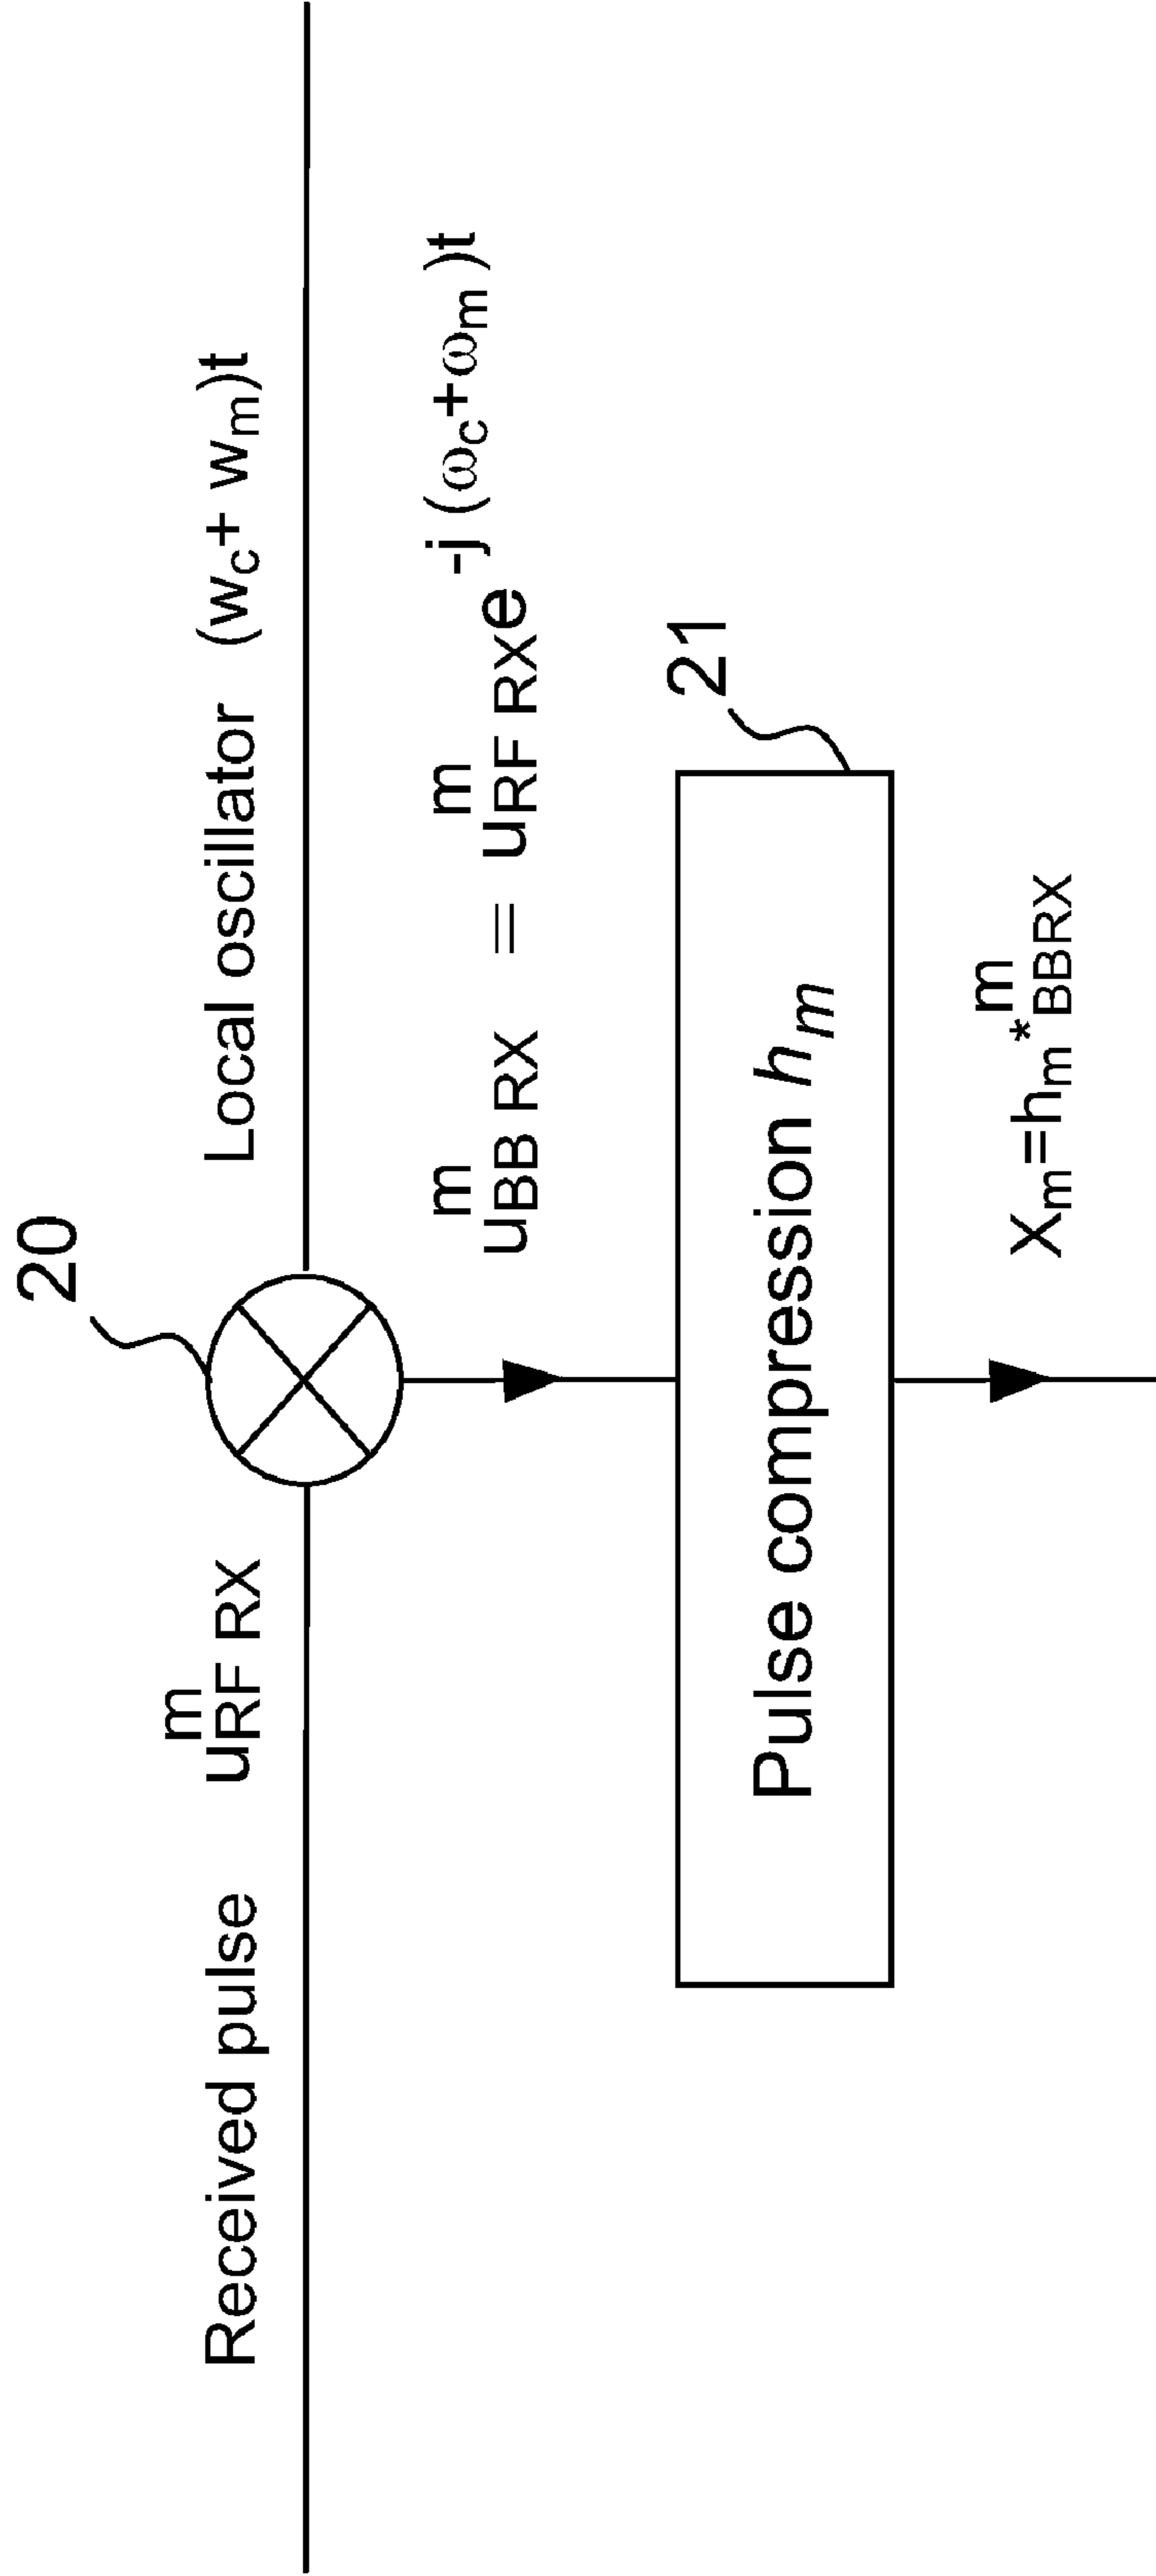 20
Received pulse u^m_RF RX
Local oscillator (w_c + w_m)t
u^m_BB RX = u^m_RF RX e^-j (ω_c+ω_m)t
21
Pulse compression h_m
X_m=h_m*^m_BBRX